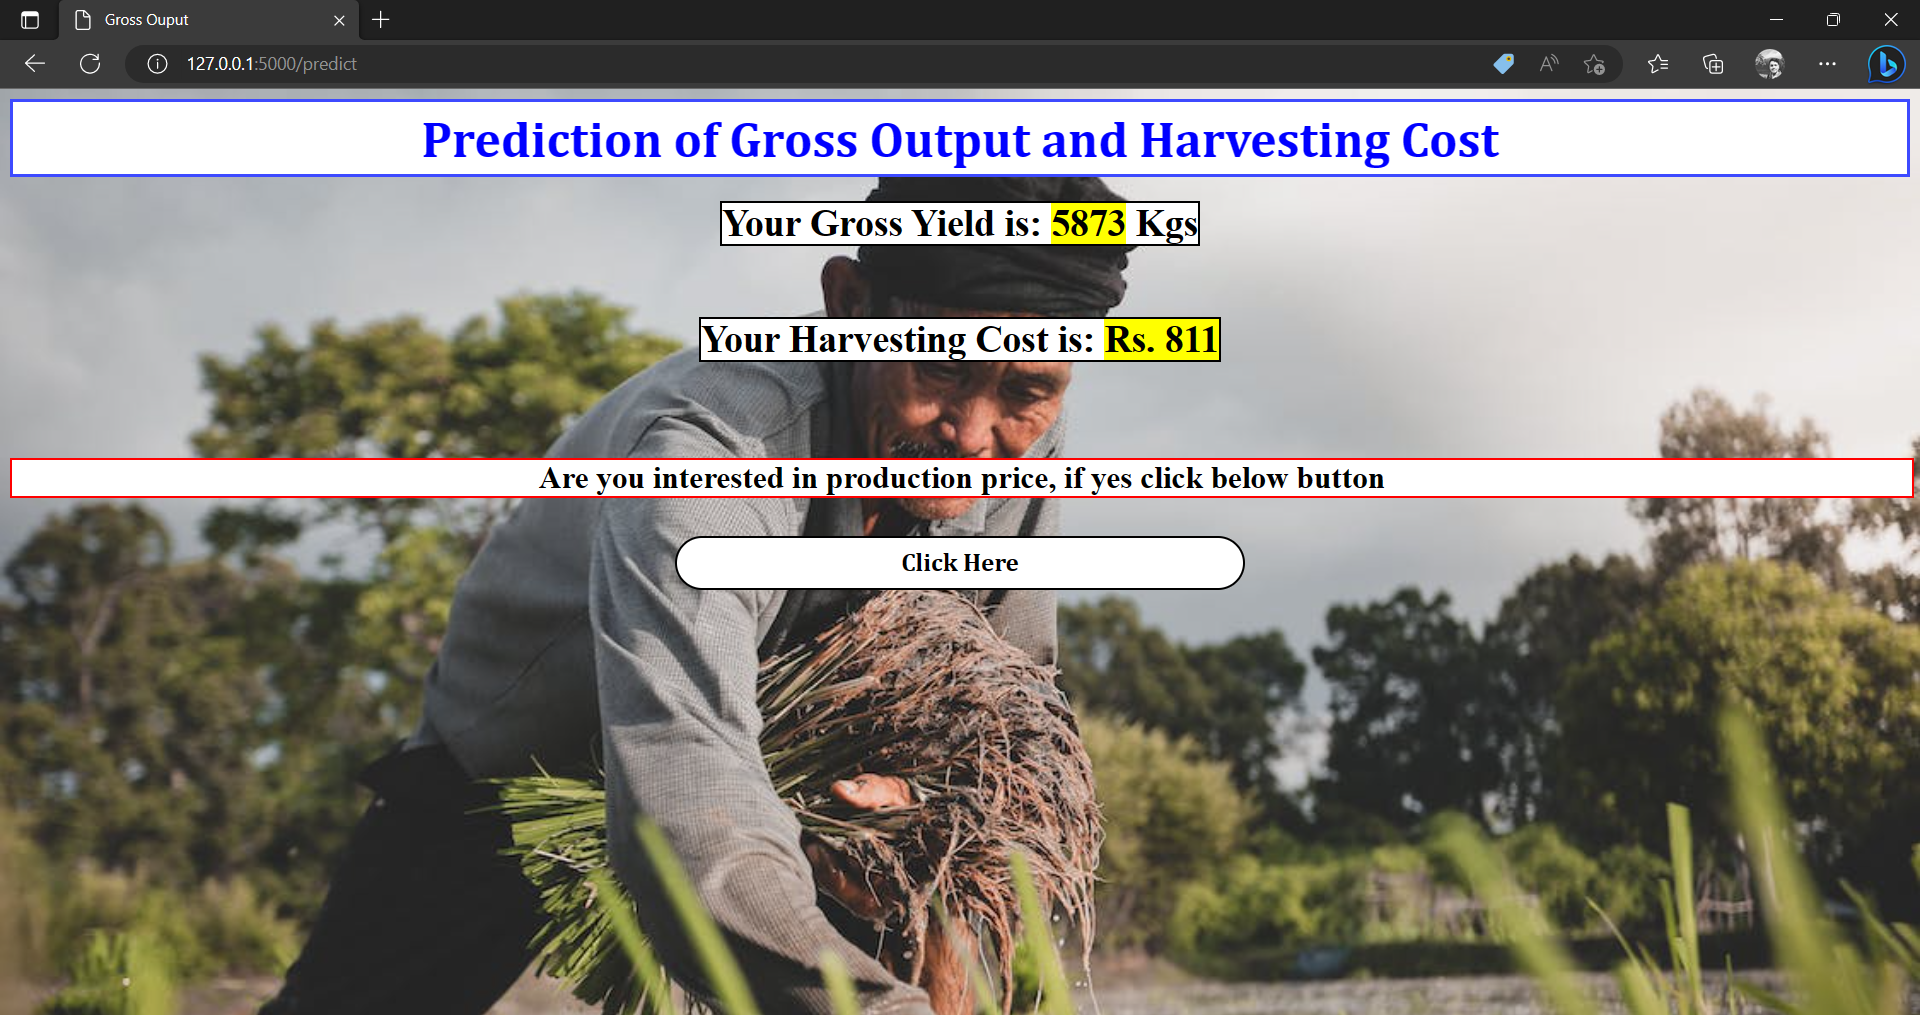 Gross Ouput
127.0.0.1:5000/predict
Prediction of Gross Output and Harvesting Cost
Your Gross Yield is: 5873 Kgs
Your Harvesting Cost is: Rs. 811
Are you interested in production price, if yes click below button
Click Here